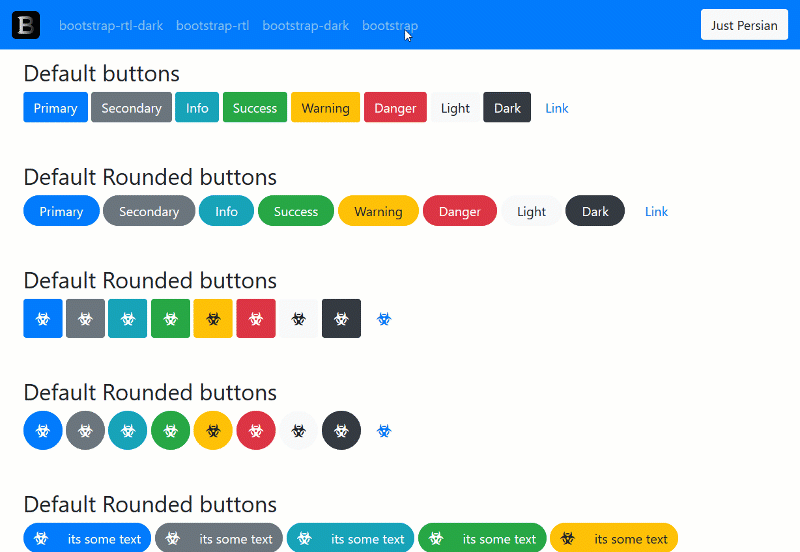 B bootstrap-rtl-dark bootstrap-rtl bootstrap-dark bootstrap Just Persian
Default buttons
Primary Secondary Info Success Warning Danger Light Dark Link
Default Rounded buttons
Primary Secondary Info Success Warning Danger Light Dark Link
Default Rounded buttons
Default Rounded buttons
Default Rounded buttons
its some text its some text its some text its some text its some text